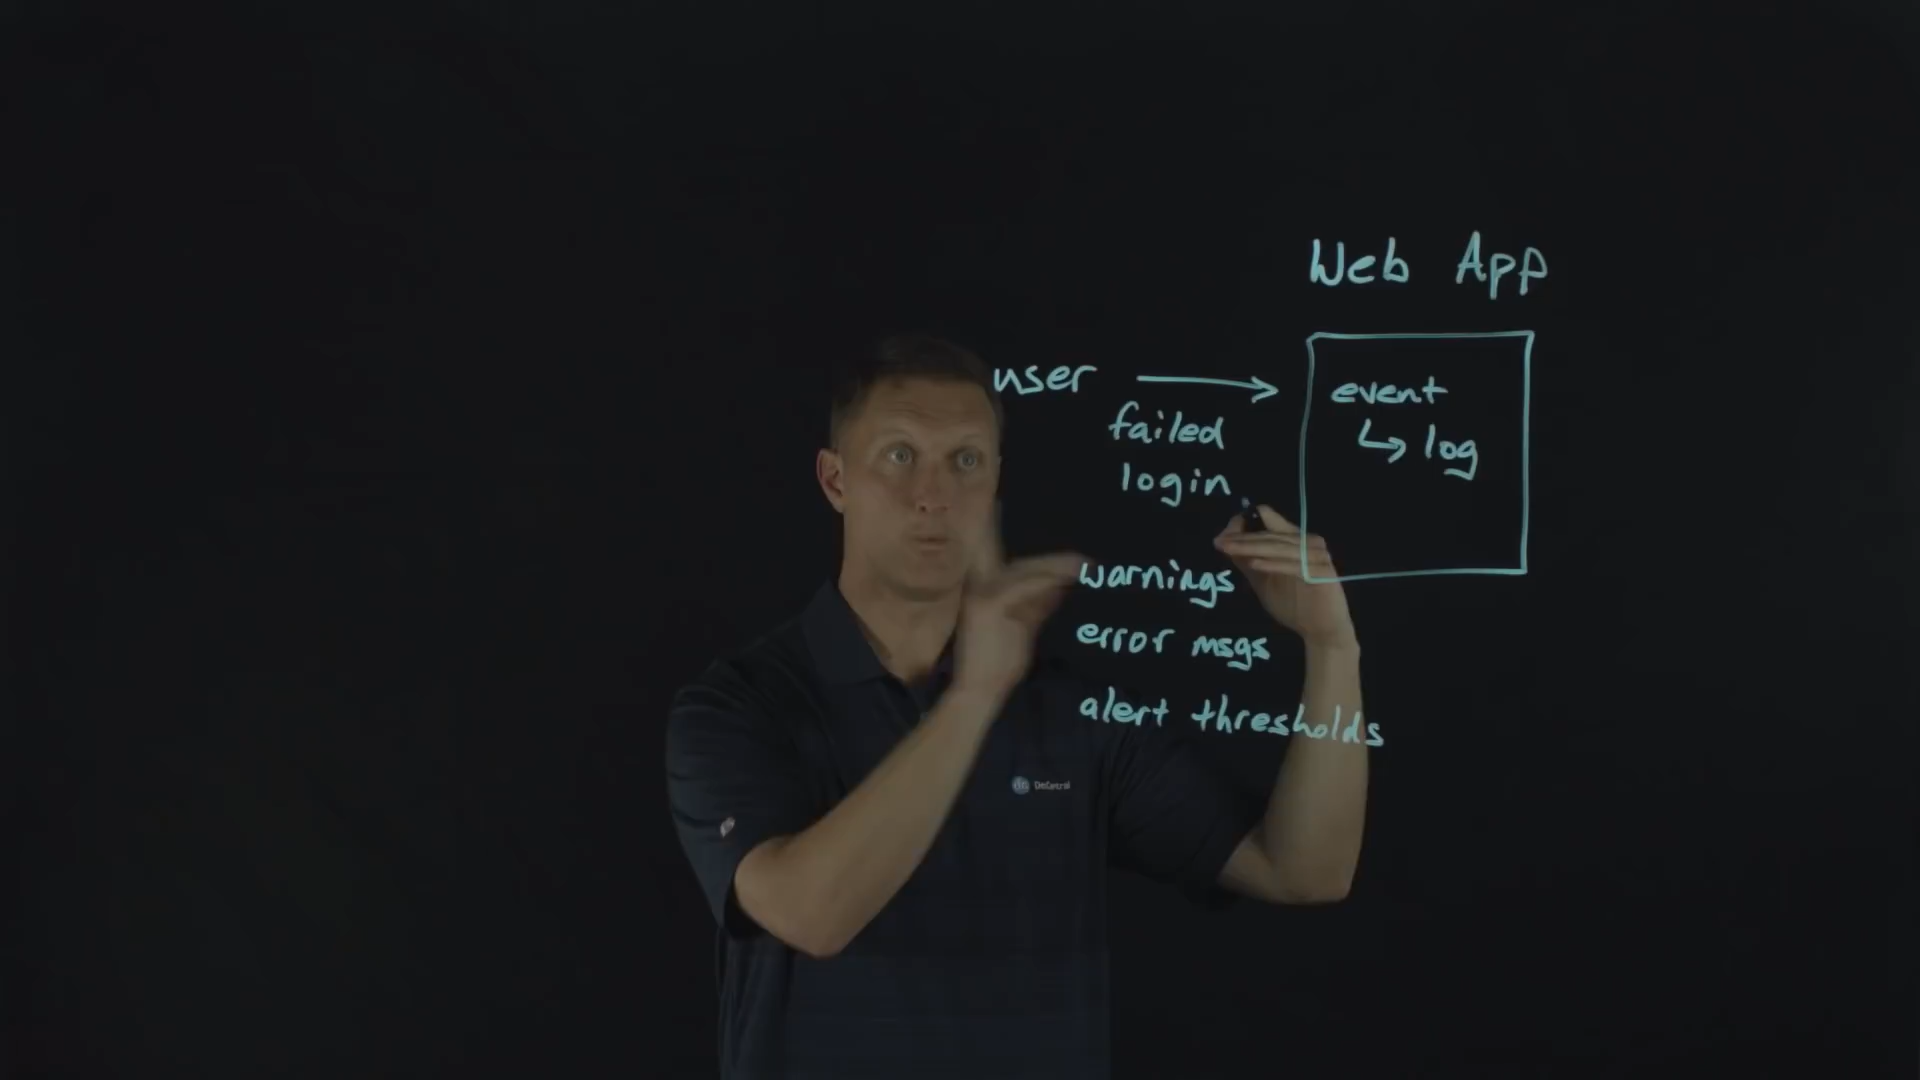 Web App
user
event
failed
log
login
warnings
error msgs
alert thresholds